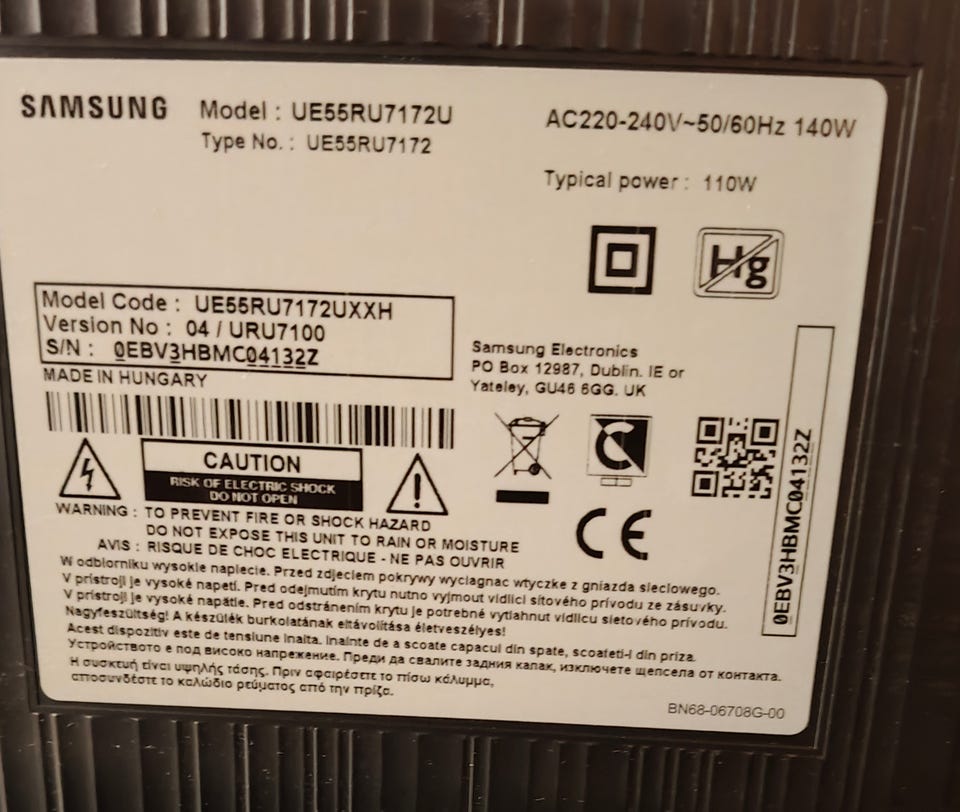 SAMSUNG
Model : UE55RU7172U
Type No. : UE55RU7172
AC220-240V~50/60Hz 140W
Typical power : 110W
Hg
Model Code : UE55RU7172UXXH
Version No : 04 / URU7100
S/N : 0EBV3HBMC04132Z
MADE IN HUNGARY
Samsung Electronics
PO Box 12987, Dublin. IE or
Yateley, GU46 6GG. UK
CAUTION
RISK OF ELECTRIC SHOCK
DO NOT OPEN
CE
0EBV3HBMC04132Z
WARNING : TO PREVENT FIRE OR SHOCK HAZARD
DO NOT EXPOSE THIS UNIT TO RAIN OR MOISTURE
AVIS : RISQUE DE CHOC ELECTRIQUE - NE PAS OUVRIR
W odblorniku wysokie napiecie. Przed zdjeciem pokrywy wyciagnac wtyczke z gniazda sieciowego.
V prístroji je vysoké napetí. Pred odejmutím krytu nutno vyjmout vidlici sítového prívodu ze zásuvky.
V prístroji je vysoké napätie. Pred odstránením krytu je potrebné vytiahnut vidlicu sietového prívodu.
Nagyfeszültség! A készülék burkolatának eltávolítása életveszélyes!
Acest dispozitiv este de tensiune inalta. Inainte de a scoate capacul din spate, scoateti-l din priza.
Устройството е под високо напрежение. Преди да свалите задния капак, изключете щепсела от контакта.
Η συσκευή είναι υψηλής τάσης. Πριν αφαιρέσετε το πίσω κάλυμμα,
αποσυνδέστε το καλώδιο ρεύματος από την πρίζα.
BN68-06708G-00